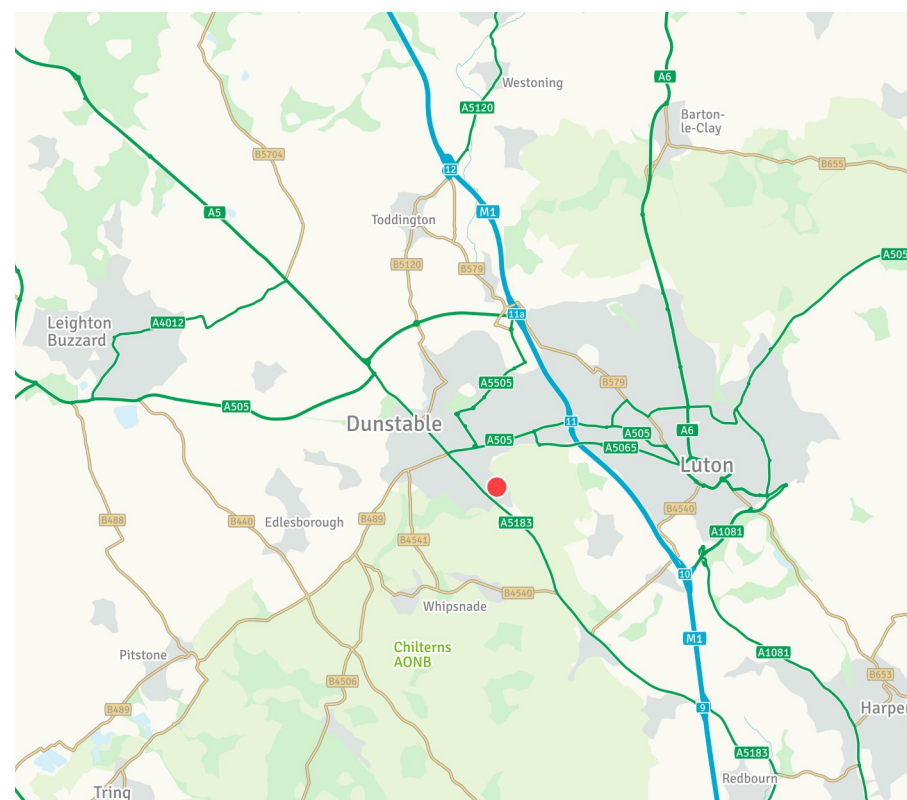 Westoning
A6
A5120
Barton-
le-Clay
B5704
B655
12
A5
M1
Toddington
A505
B5120
B579
11a
Leighton
Buzzard
A4012
A5505
B579
A505
Dunstable
11
A505
A505
A6
A5065
Luton
B4540
B488
B440
Edlesborough
B489
A5183
A1081
B4541
10
B4540
Whipsnade
M1
Chilterns
AONB
Pitstone
A1081
B4506
B653
B489
9
Harpe
A5183
Redbourn
Tring